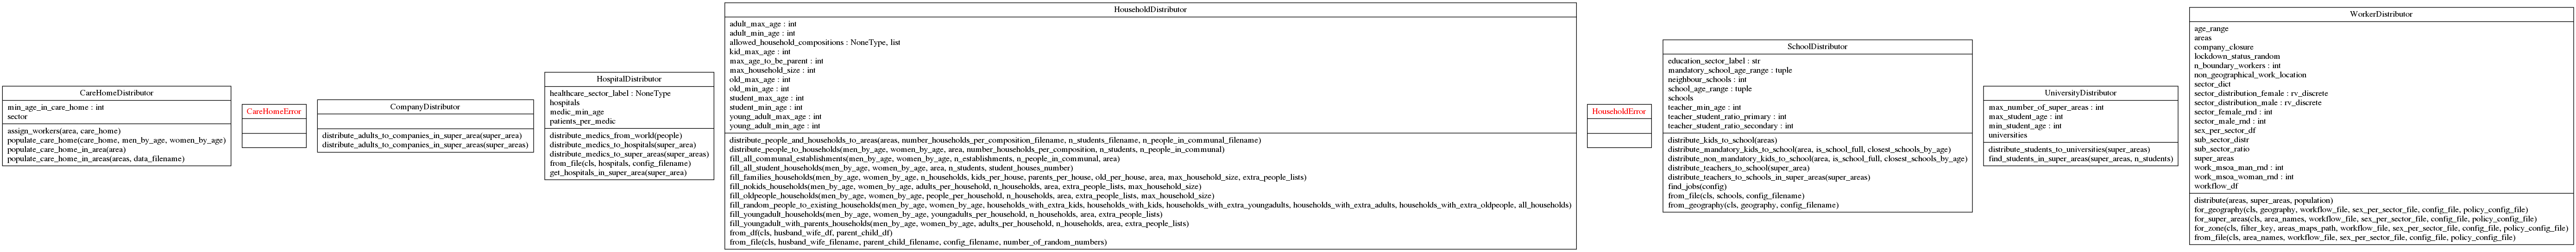 CareHomeDistributor
min_age_in_care_home : int
sector
assign_workers(area, care_home)
populate_care_home(care_home, men_by_age, women_by_age)
populate_care_home_in_area(area)
populate_care_home_in_areas(areas, data_filename)
CareHomeError
CompanyDistributor
distribute_adults_to_companies_in_super_area(super_area)
distribute_adults_to_companies_in_super_areas(super_areas)
HospitalDistributor
healthcare_sector_label : NoneType
hospitals
medic_min_age
patients_per_medic
distribute_medics_from_world(people)
distribute_medics_to_hospitals(super_area)
distribute_medics_to_super_areas(super_areas)
from_file(cls, hospitals, config_filename)
get_hospitals_in_super_area(super_area)
HouseholdDistributor
adult_max_age : int
adult_min_age : int
allowed_household_compositions : NoneType, list
kid_max_age : int
max_age_to_be_parent : int
max_household_size : int
old_max_age : int
old_min_age : int
student_max_age : int
student_min_age : int
young_adult_max_age : int
young_adult_min_age : int
distribute_people_and_households_to_areas(areas, number_households_per_composition_filename, n_students_filename, n_people_in_communal_filename)
distribute_people_to_households(men_by_age, women_by_age, area, number_households_per_composition, n_students, n_people_in_communal)
fill_all_communal_establishments(men_by_age, women_by_age, n_establishments, n_people_in_communal, area)
fill_all_student_households(men_by_age, women_by_age, area, n_students, student_houses_number)
fill_families_households(men_by_age, women_by_age, n_households, kids_per_house, parents_per_house, old_per_house, area, max_household_size, extra_people_lists)
fill_nokids_households(men_by_age, women_by_age, adults_per_household, n_households, area, extra_people_lists, max_household_size)
fill_oldpeople_households(men_by_age, women_by_age, people_per_household, n_households, area, extra_people_lists, max_household_size)
fill_random_people_to_existing_households(men_by_age, women_by_age, households_with_extra_kids, households_with_kids, households_with_extra_youngadults, households_with_extra_adults, households_with_extra_oldpeople, all_households)
fill_youngadult_households(men_by_age, women_by_age, youngadults_per_household, n_households, area, extra_people_lists)
fill_youngadult_with_parents_households(men_by_age, women_by_age, adults_per_household, n_households, area, extra_people_lists)
from_df(cls, husband_wife_df, parent_child_df)
from_file(cls, husband_wife_filename, parent_child_filename, config_filename, number_of_random_numbers)
HouseholdError
SchoolDistributor
education_sector_label : str
mandatory_school_age_range : tuple
neighbour_schools : int
school_age_range : tuple
schools
teacher_min_age : int
teacher_student_ratio_primary : int
teacher_student_ratio_secondary : int
distribute_kids_to_school(areas)
distribute_mandatory_kids_to_school(area, is_school_full, closest_schools_by_age)
distribute_non_mandatory_kids_to_school(area, is_school_full, closest_schools_by_age)
distribute_teachers_to_school(super_area)
distribute_teachers_to_schools_in_super_areas(super_areas)
find_jobs(config)
from_file(cls, schools, config_filename)
from_geography(cls, geography, config_filename)
UniversityDistributor
max_number_of_super_areas : int
max_student_age : int
min_student_age : int
universities
distribute_students_to_universities(super_areas)
find_students_in_super_areas(super_areas, n_students)
WorkerDistributor
age_range
areas
company_closure
lockdown_status_random
n_boundary_workers : int
non_geographical_work_location
sector_dict
sector_distribution_female : rv_discrete
sector_distribution_male : rv_discrete
sector_female_rnd : int
sector_male_rnd : int
sex_per_sector_df
sub_sector_distr
sub_sector_ratio
super_areas
work_msoa_man_rnd : int
work_msoa_woman_rnd : int
workflow_df
distribute(areas, super_areas, population)
for_geography(cls, geography, workflow_file, sex_per_sector_file, config_file, policy_config_file)
for_super_areas(cls, area_names, workflow_file, sex_per_sector_file, config_file, policy_config_file)
for_zone(cls, filter_key, areas_maps_path, workflow_file, sex_per_sector_file, config_file, policy_config_file)
from_file(cls, area_names, workflow_file, sex_per_sector_file, config_file, policy_config_file)